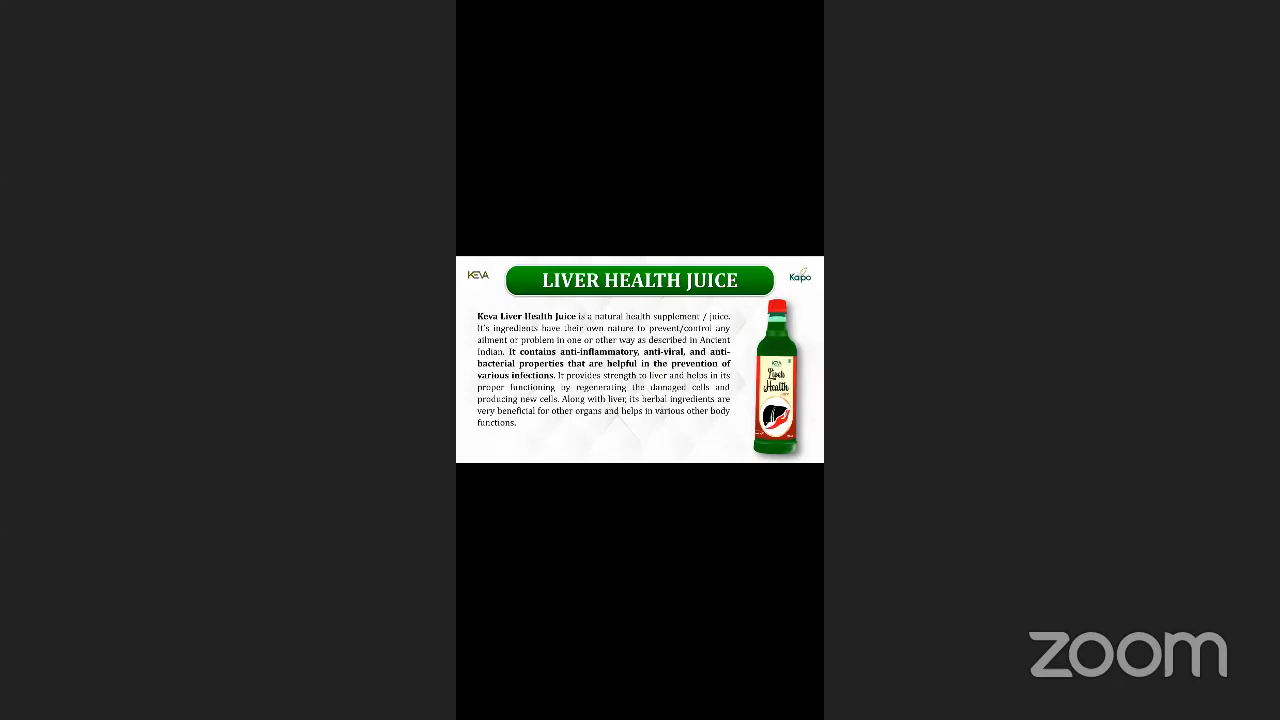 KEVA
LIVER HEALTH JUICE
Kaipo
Keva Liver Health Juice is a natural health supplement / juice.
It's ingredients have their own nature to prevent/control any
ailment or problem in one or other way as described in Ancient
Indian. It contains anti-inflammatory, anti-viral, and anti-
bacterial properties that are helpful in the prevention of
various infections. It provides strength to liver and helps in its
proper functioning by regenerating the damaged cells and
producing new cells. Along with liver, its herbal ingredients are
very beneficial for other organs and helps in various other body
functions.
KEVA
Liver
Health
zoom